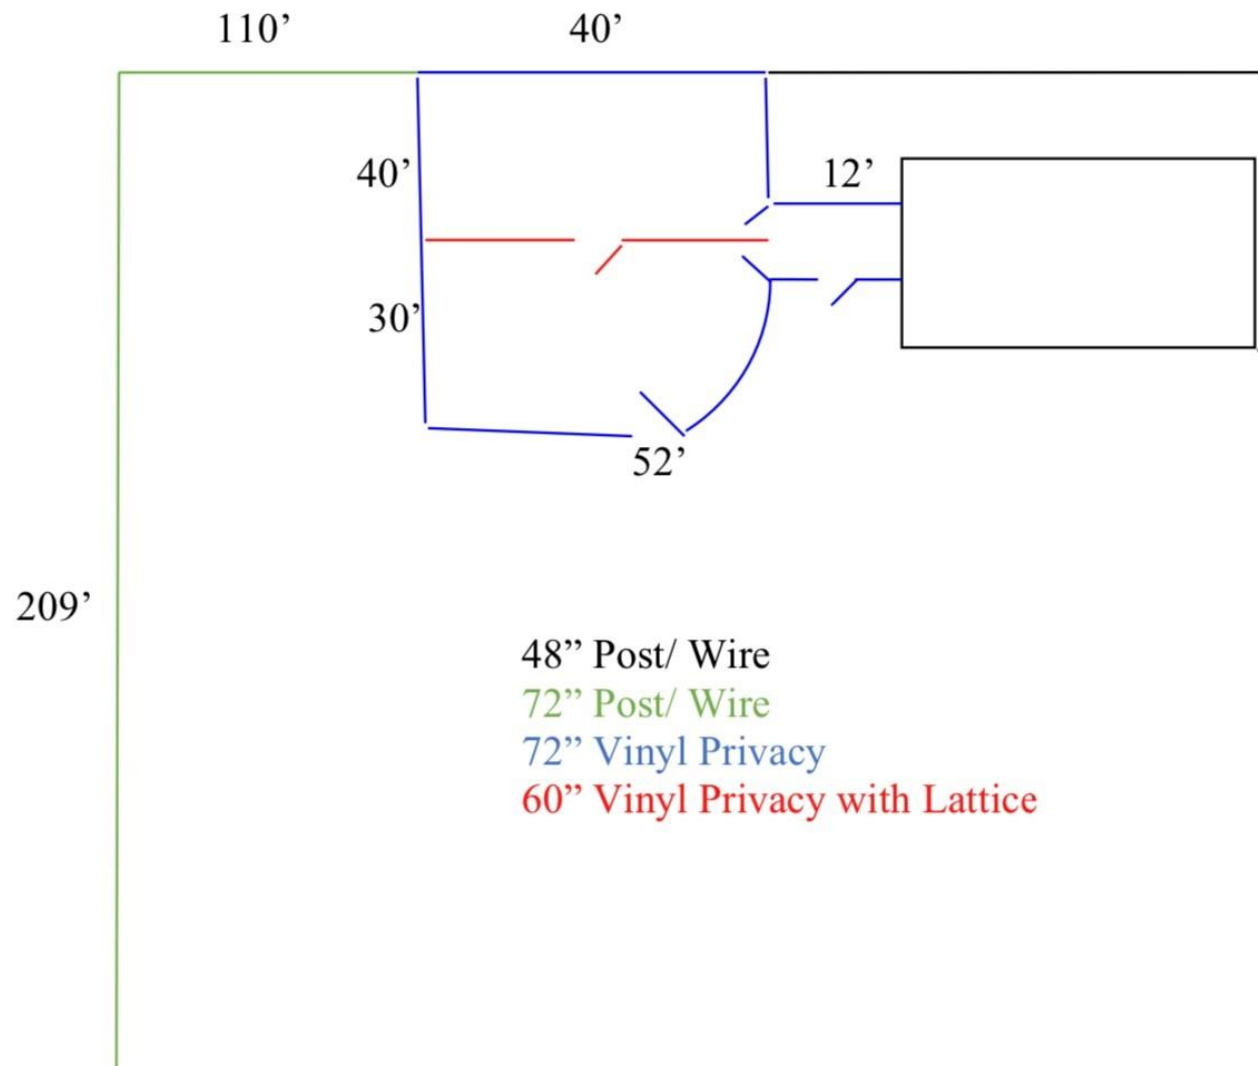 110’
40’
40’
12’
30’
52’
209’
48” Post/ Wire
72” Post/ Wire
72” Vinyl Privacy
60” Vinyl Privacy with Lattice